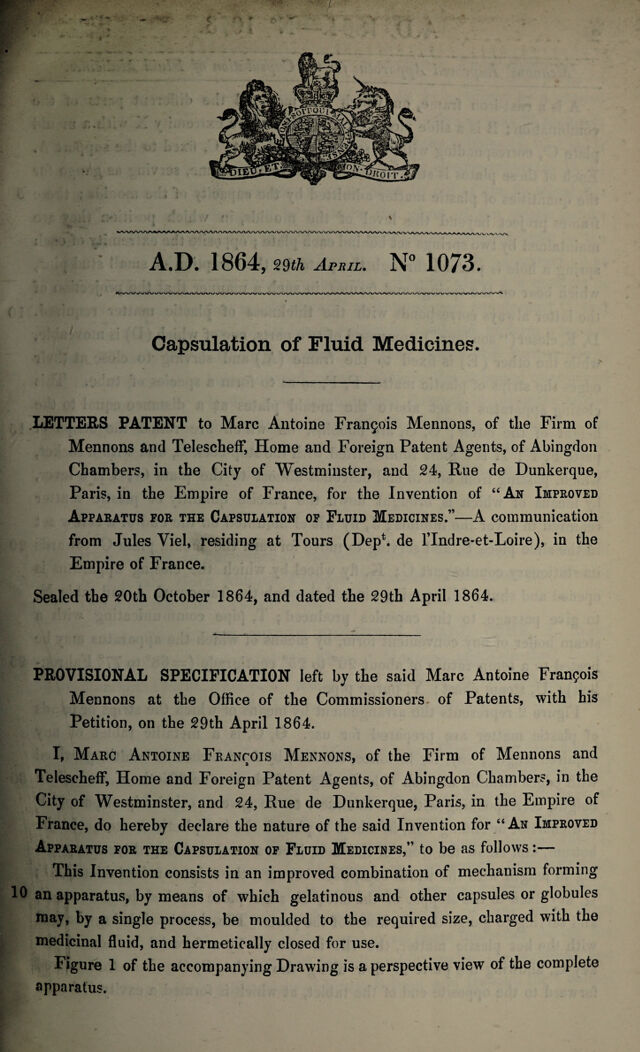 HONI SOIT QUI MAL Y PENSE
DIEU ET MON DROIT.
A.D. 1864, 29th April. Nº 1073.
Capsulation of Fluid Medicines.
LETTERS PATENT to Marc Antoine François Mennons, of the Firm of
Mennons and Telescheff, Home and Foreign Patent Agents, of Abingdon
Chambers, in the City of Westminster, and 24, Rue de Dunkerque,
Paris, in the Empire of France, for the Invention of “An Improved
Apparatus for the Capsulation of Fluid Medicines.”—A communication
from Jules Viel, residing at Tours (Depᵗ. de l’Indre-et-Loire), in the
Empire of France.
Sealed the 20th October 1864, and dated the 29th April 1864.
PROVISIONAL SPECIFICATION left by the said Marc Antoine François
Mennons at the Office of the Commissioners of Patents, with his
Petition, on the 29th April 1864.
I, Marc Antoine François Mennons, of the Firm of Mennons and
Telescheff, Home and Foreign Patent Agents, of Abingdon Chambers, in the
City of Westminster, and 24, Rue de Dunkerque, Paris, in the Empire of
France, do hereby declare the nature of the said Invention for “An Improved
Apparatus for the Capsulation of Fluid Medicines,” to be as follows:—
This Invention consists in an improved combination of mechanism forming
10 an apparatus, by means of which gelatinous and other capsules or globules
may, by a single process, be moulded to the required size, charged with the
medicinal fluid, and hermetically closed for use.
Figure 1 of the accompanying Drawing is a perspective view of the complete
apparatus.